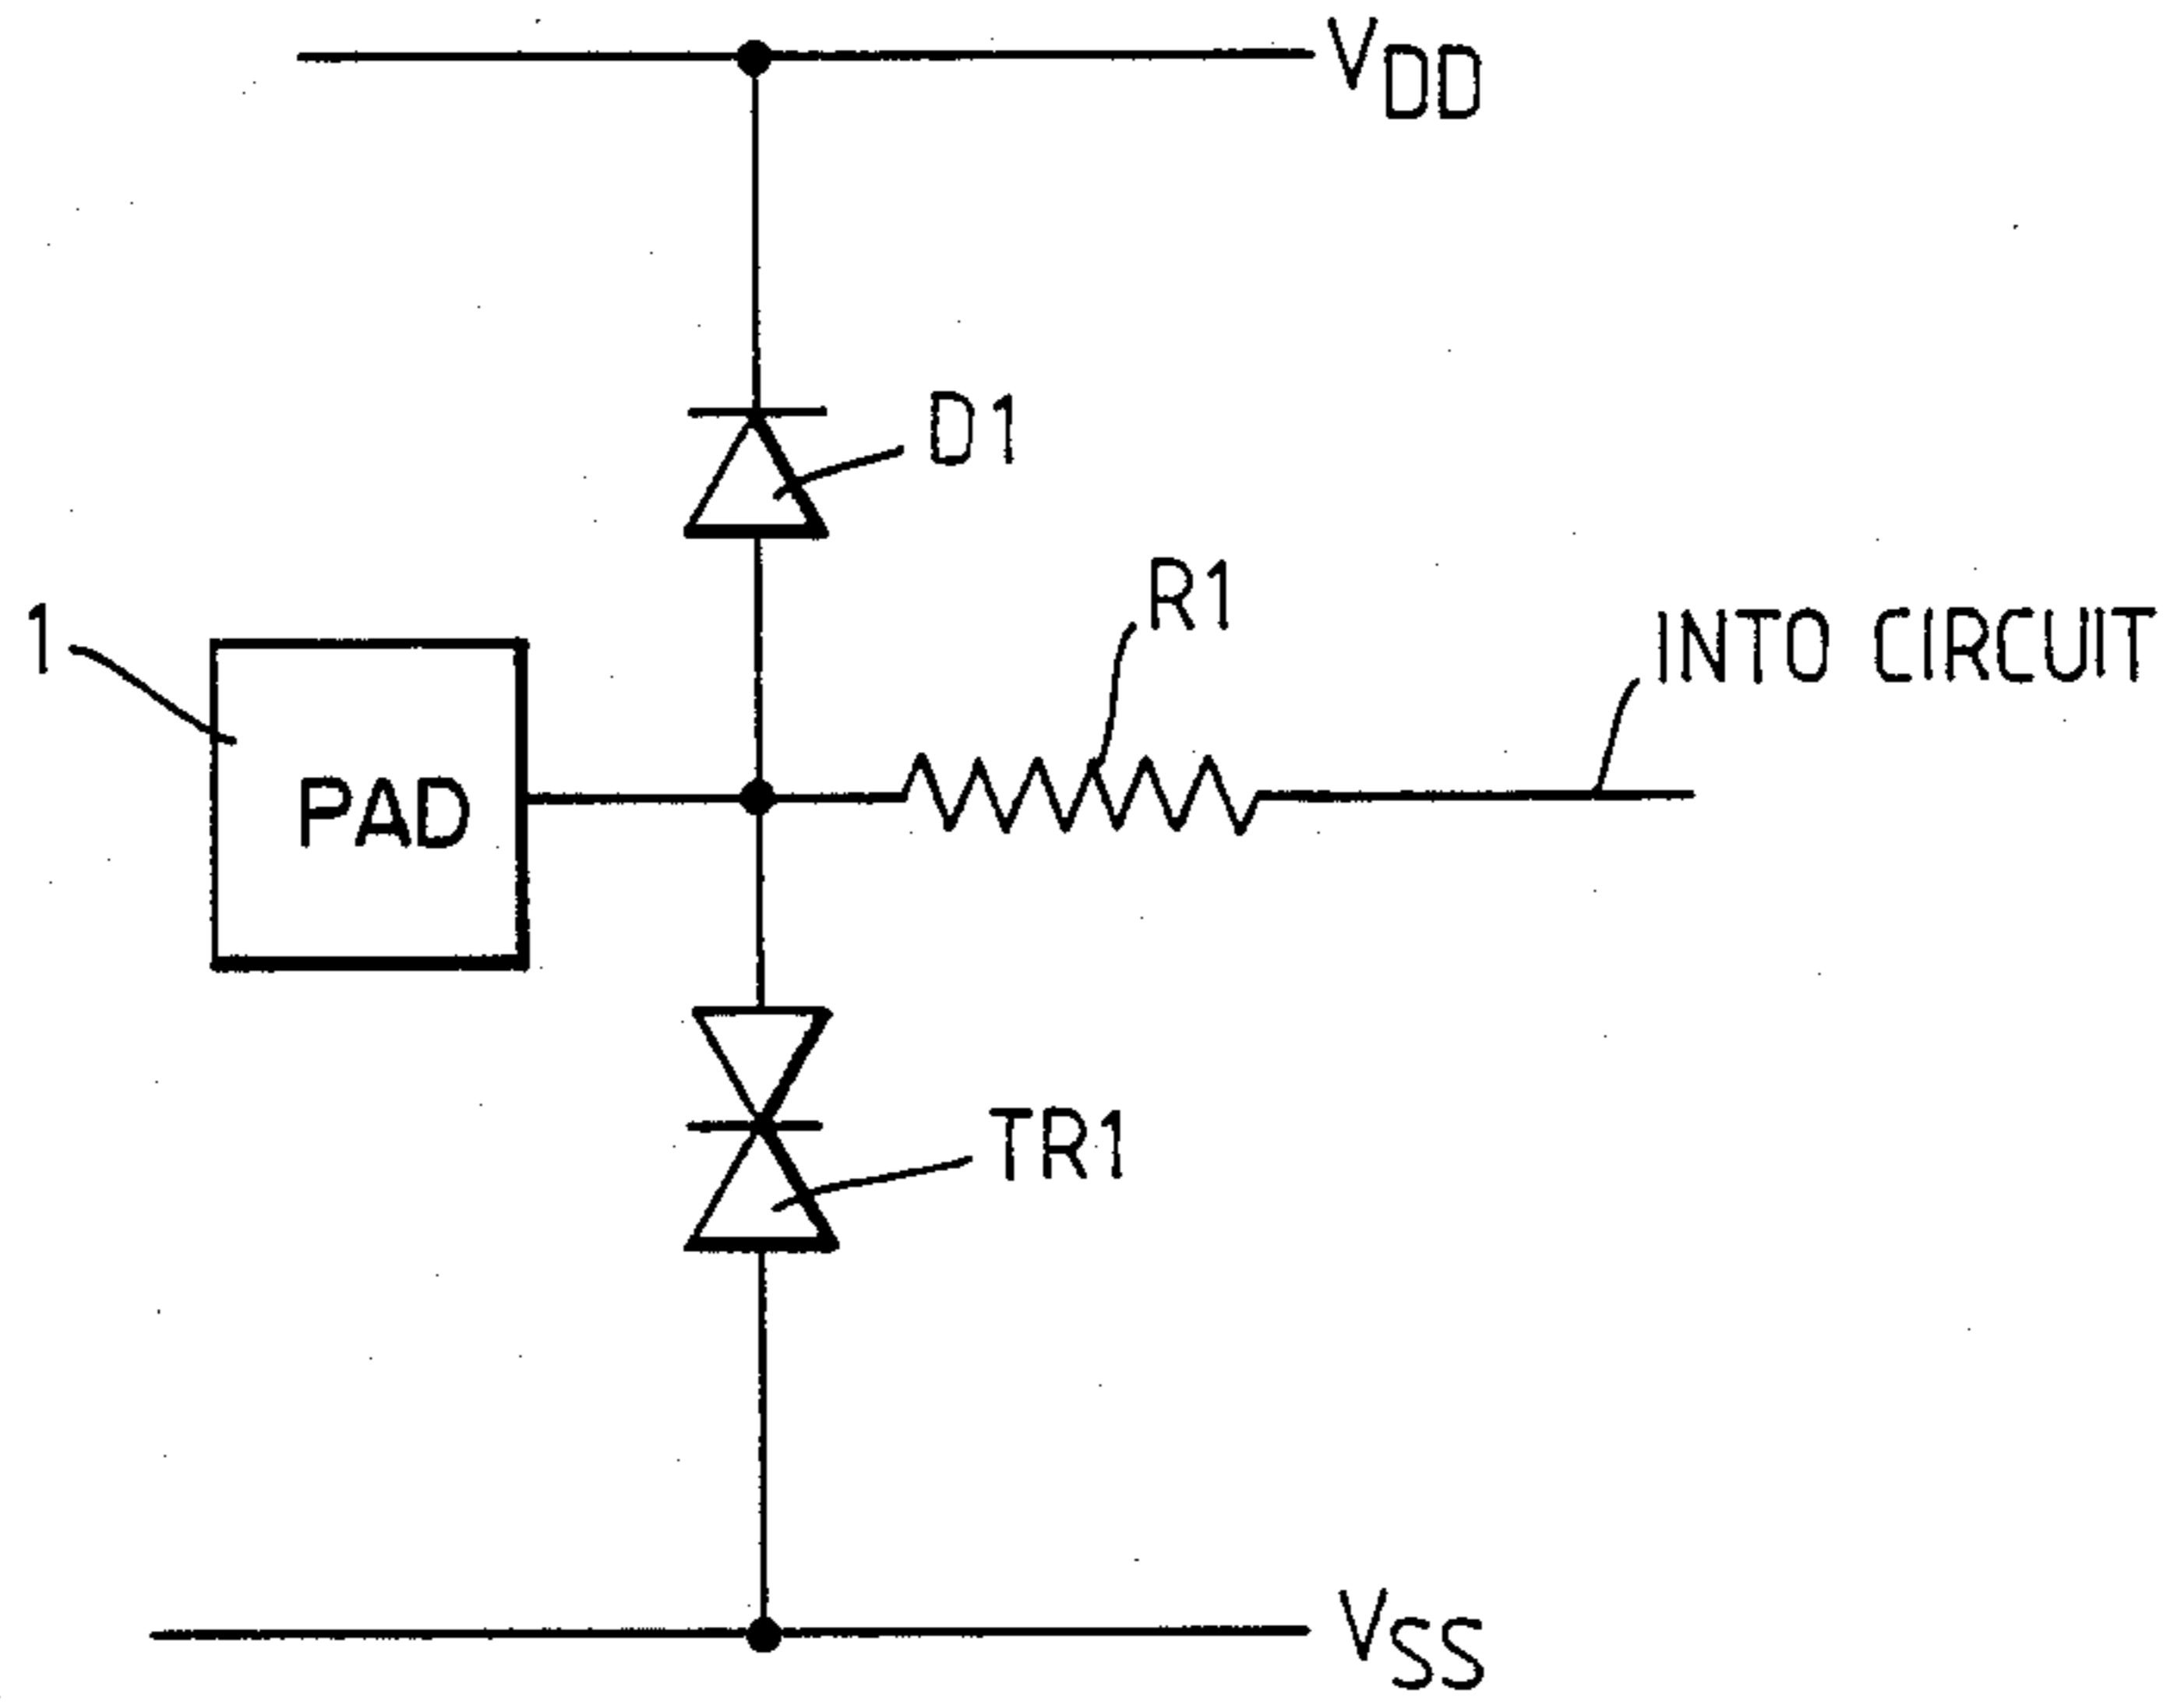 VDD
D1
R1
1
INTO CIRCUIT
PAD
TR1
VSS